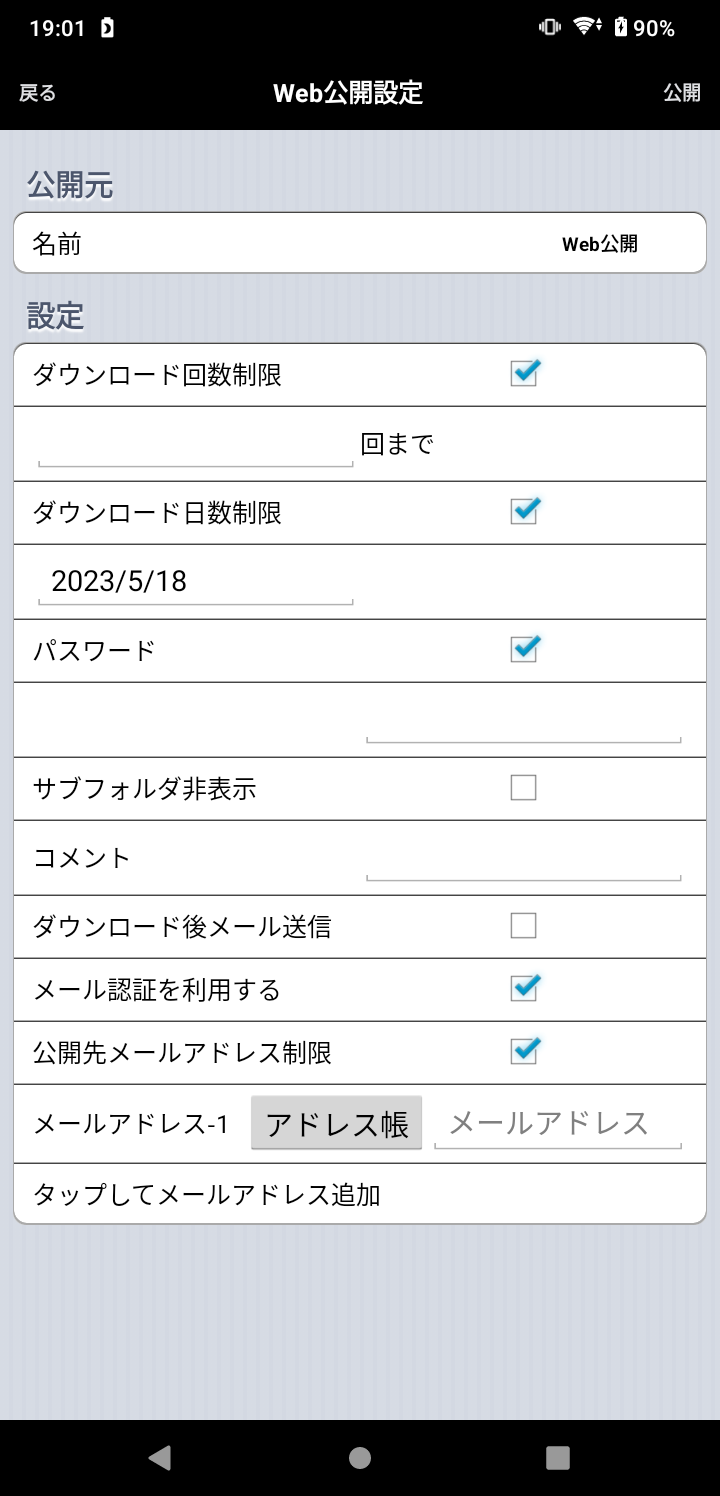 19:01 90%
戻る Web公開設定 公開
公開元
名前 Web公開
設定
ダウンロード回数制限
回まで
ダウンロード日数制限
2023/5/18
パスワード
サブフォルダ非表示
コメント
ダウンロード後メール送信
メール認証を利用する
公開先メールアドレス制限
メールアドレス-1 アドレス帳 メールアドレス
タップしてメールアドレス追加